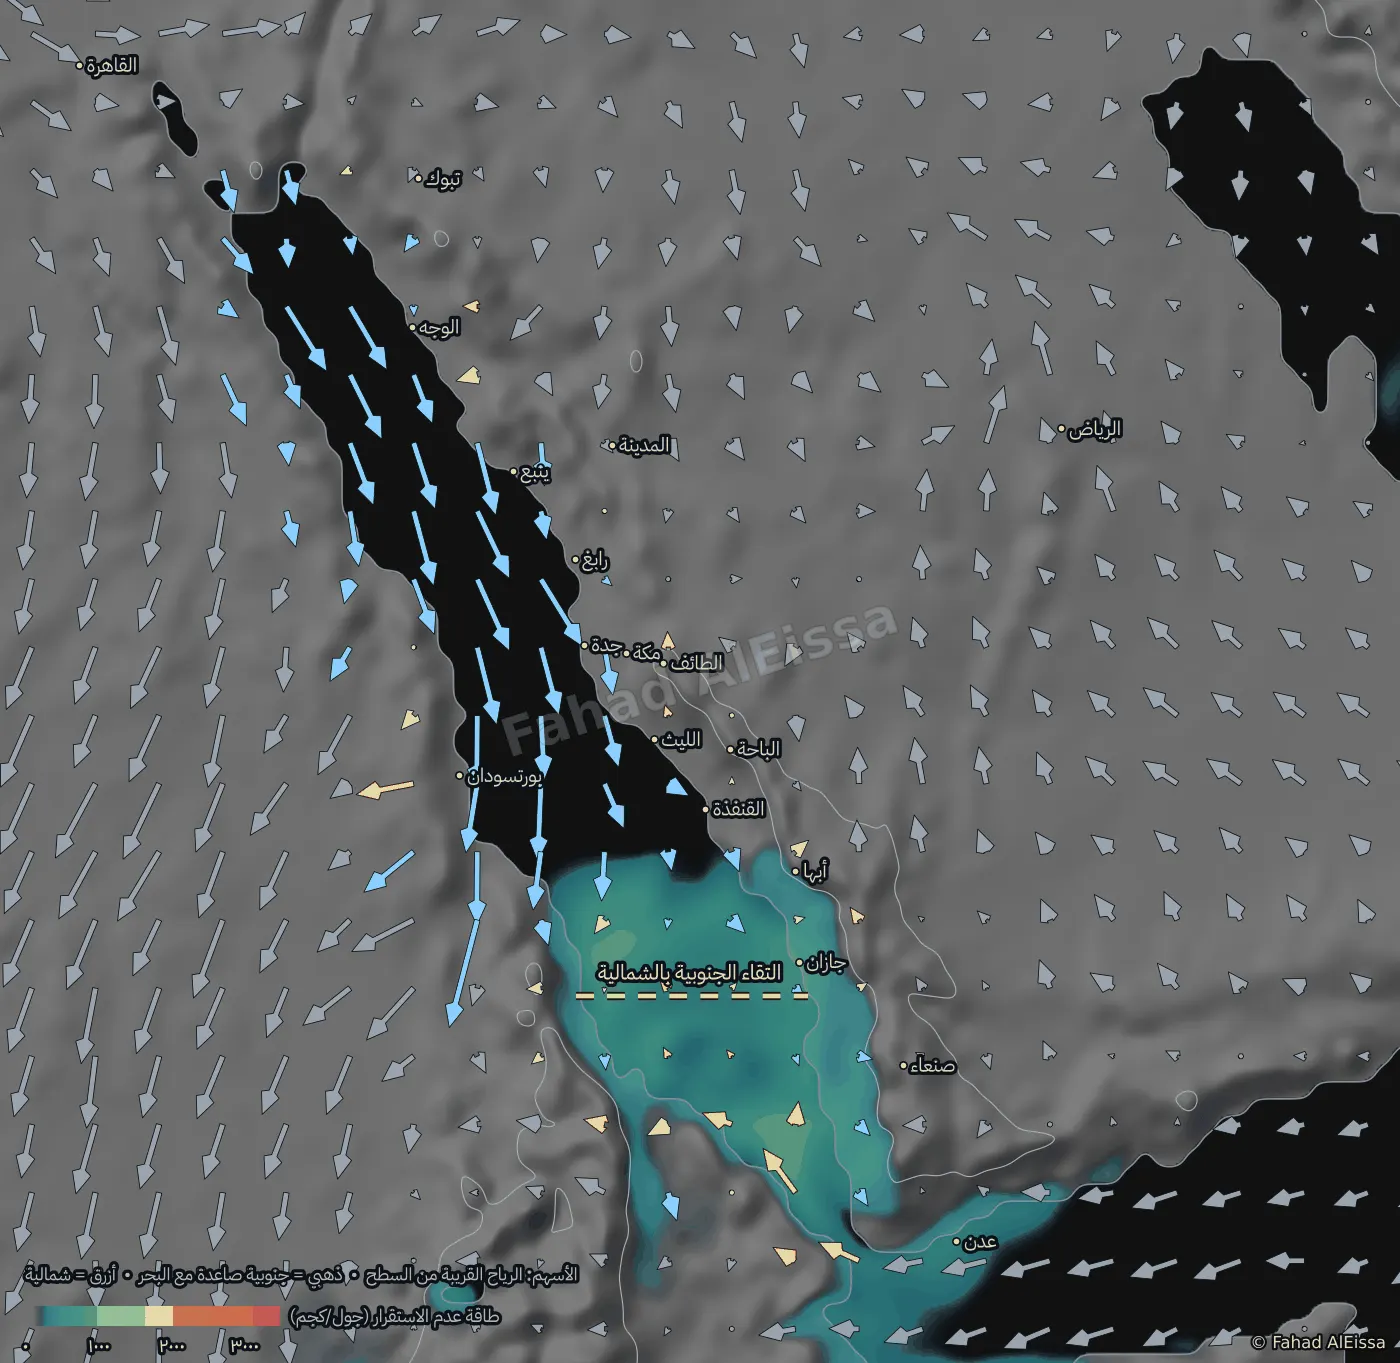 القاهرة
تبوك
الوجه
الرياض
المدينة
ينبع
رابغ
جدة
مكة
الطائف
Fahad AlEissa
الليث
الباحة
بورتسودان
القنفذة
أبها
جازان
التقاء الجنوبية بالشمالية
صنعاء
عدن
الأسهم: الرياح القريبة من السطح • ذهبي = جنوبية صاعدة مع البحر • أزرق = شمالية
طاقة عدم الاستقرار (جول/كجم)
٠ ١٠٠٠ ٢٠٠٠ ٣٠٠٠
© Fahad AlEissa